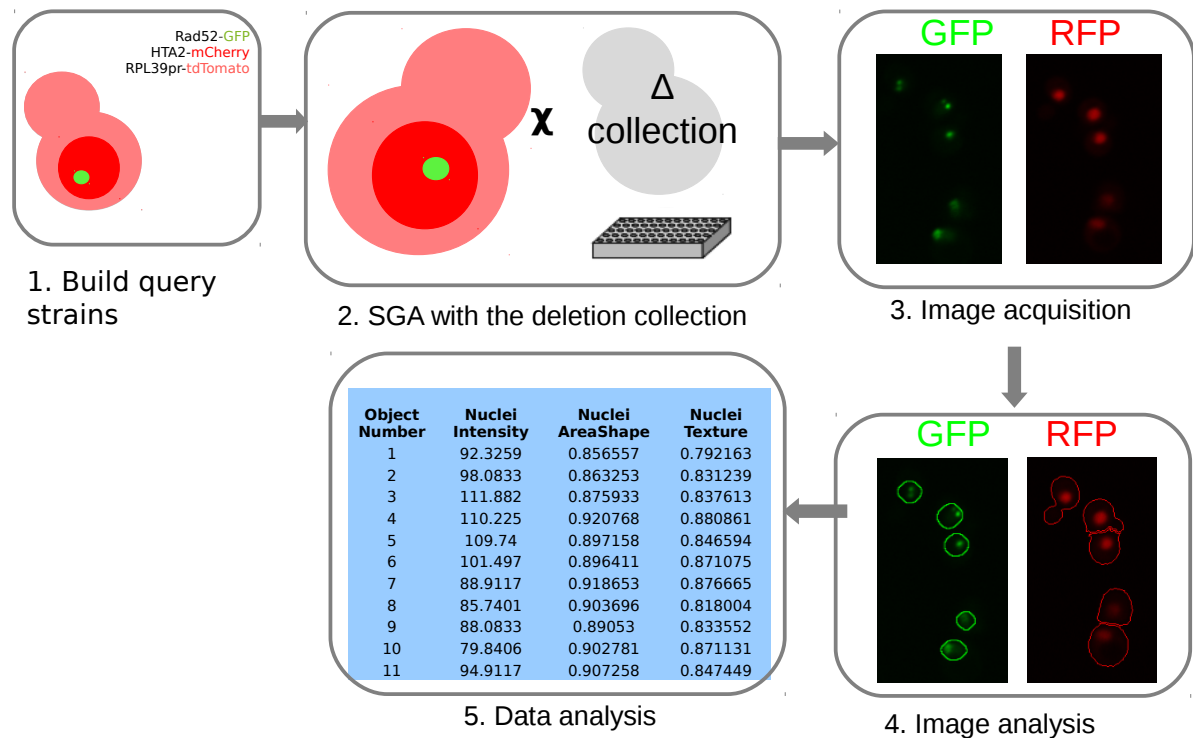 Rad52-GFP
HTA2-mCherry
RPL39pr-tdTomato
1. Build query
strains
χ
Δ
collection
2. SGA with the deletion collection
GFP RFP
3. Image acquisition
GFP RFP
4. Image analysis
Object Number Nuclei Intensity Nuclei AreaShape Nuclei Texture
1 92.3259 0.856557 0.792163
2 98.0833 0.863253 0.831239
3 111.882 0.875933 0.837613
4 110.225 0.920768 0.880861
5 109.74 0.897158 0.846594
6 101.497 0.896411 0.871075
7 88.9117 0.918653 0.876665
8 85.7401 0.903696 0.818004
9 88.0833 0.89053 0.833552
10 79.8406 0.902781 0.871131
11 94.9117 0.907258 0.847449
5. Data analysis